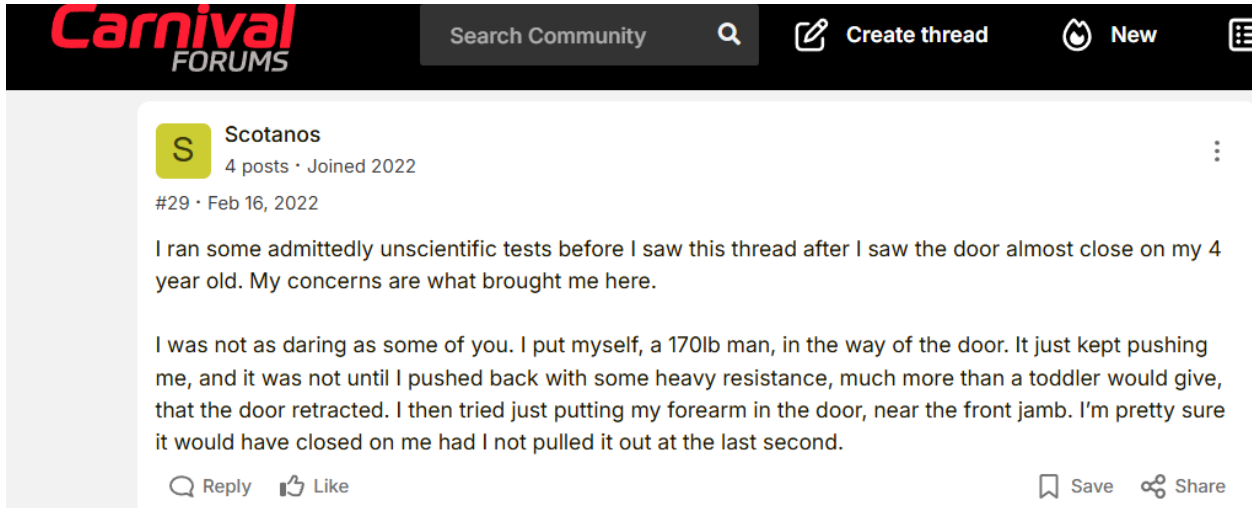 Carnival
FORUMS
Search Community
Create thread
New
S
Scotanos
4 posts · Joined 2022
#29 · Feb 16, 2022
I ran some admittedly unscientific tests before I saw this thread after I saw the door almost close on my 4
year old. My concerns are what brought me here.
I was not as daring as some of you. I put myself, a 170lb man, in the way of the door. It just kept pushing
me, and it was not until I pushed back with some heavy resistance, much more than a toddler would give,
that the door retracted. I then tried just putting my forearm in the door, near the front jamb. I’m pretty sure
it would have closed on me had I not pulled it out at the last second.
Reply Like Save Share